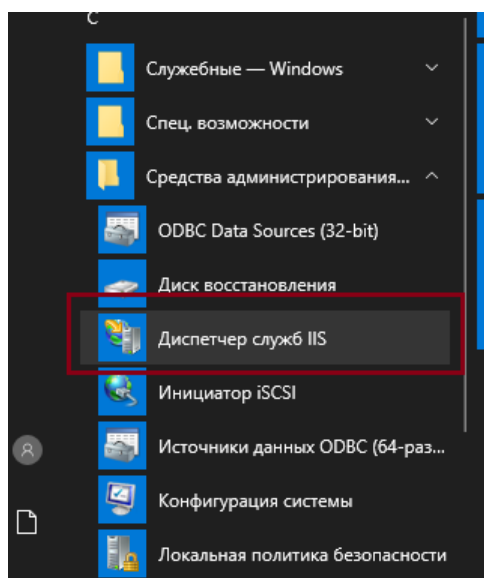 С
Служебные — Windows
Спец. возможности
Средства администрирования...
ODBC Data Sources (32-bit)
Диск восстановления
Диспетчер служб IIS
Инициатор iSCSI
Источники данных ODBC (64-раз...
Конфигурация системы
Локальная политика безопасности